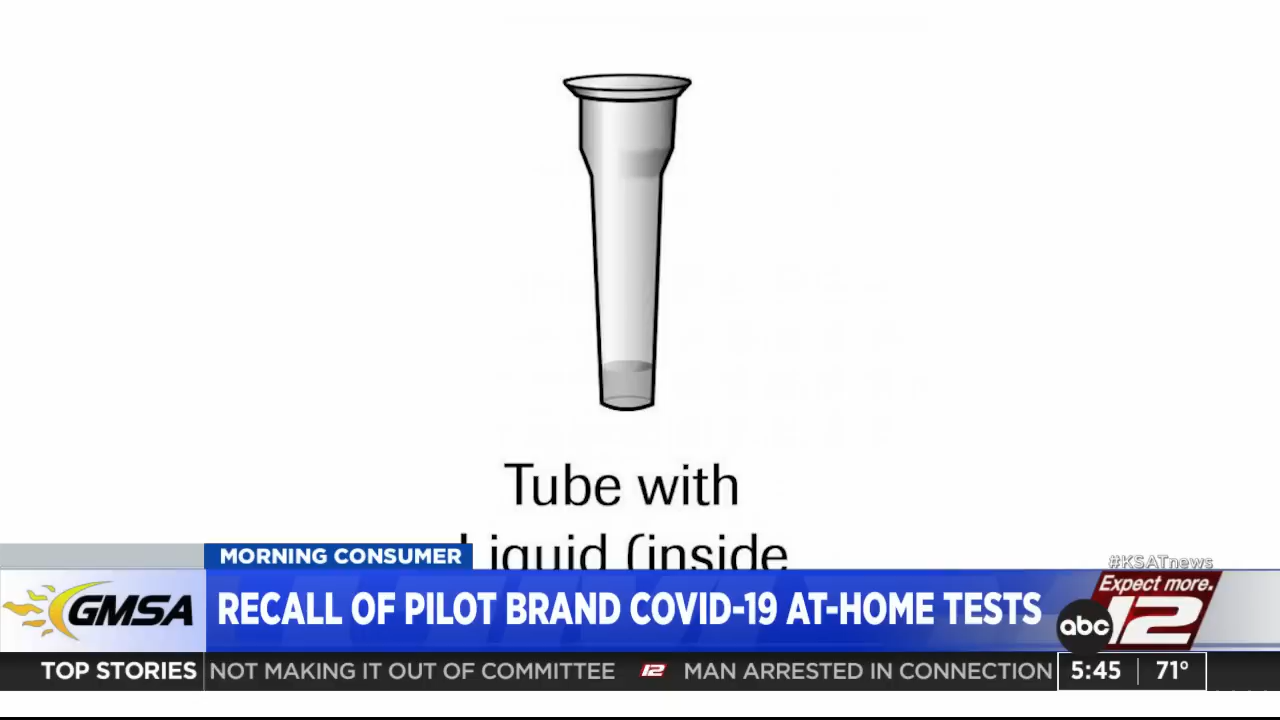 Tube with
Liquid (inside
MORNING CONSUMER
#KSATnews
GMSA
RECALL OF PILOT BRAND COVID-19 AT-HOME TESTS
Expect more.
abc 12
TOP STORIES NOT MAKING IT OUT OF COMMITTEE 12 MAN ARRESTED IN CONNECTION
5:45 71°